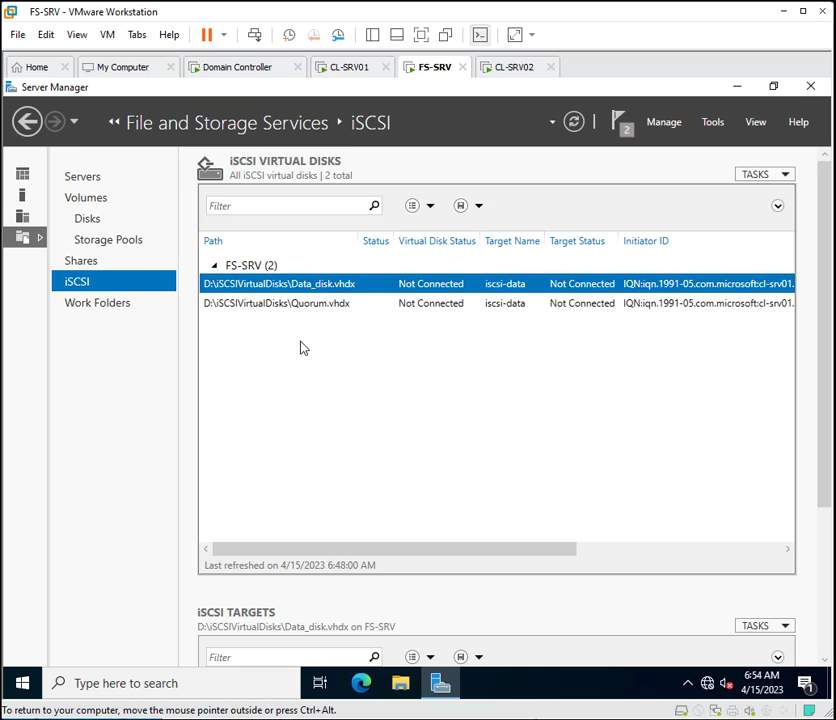 FS-SRV - VMware Workstation
File Edit View VM Tabs Help
Home My Computer Domain Controller CL-SRV01 FS-SRV CL-SRV02
Server Manager
File and Storage Services iSCSI
2 Manage Tools View Help
Servers
Volumes
Disks
Storage Pools
Shares
iSCSI
Work Folders
iSCSI VIRTUAL DISKS
All iSCSI virtual disks | 2 total
TASKS
Filter
Path Status Virtual Disk Status Target Name Target Status Initiator ID
FS-SRV (2)
D:\iSCSIVirtualDisks\Data_disk.vhdx Not Connected iscsi-data Not Connected IQN:iqn.1991-05.com.microsoft:cl-srv01.
D:\iSCSIVirtualDisks\Quorum.vhdx Not Connected iscsi-data Not Connected IQN:iqn.1991-05.com.microsoft:cl-srv01.
Last refreshed on 4/15/2023 6:48:00 AM
iSCSI TARGETS
D:\iSCSIVirtualDisks\Data_disk.vhdx on FS-SRV
TASKS
Filter
Type here to search
6:54 AM
4/15/2023
1
To return to your computer, move the mouse pointer outside or press Ctrl+Alt.